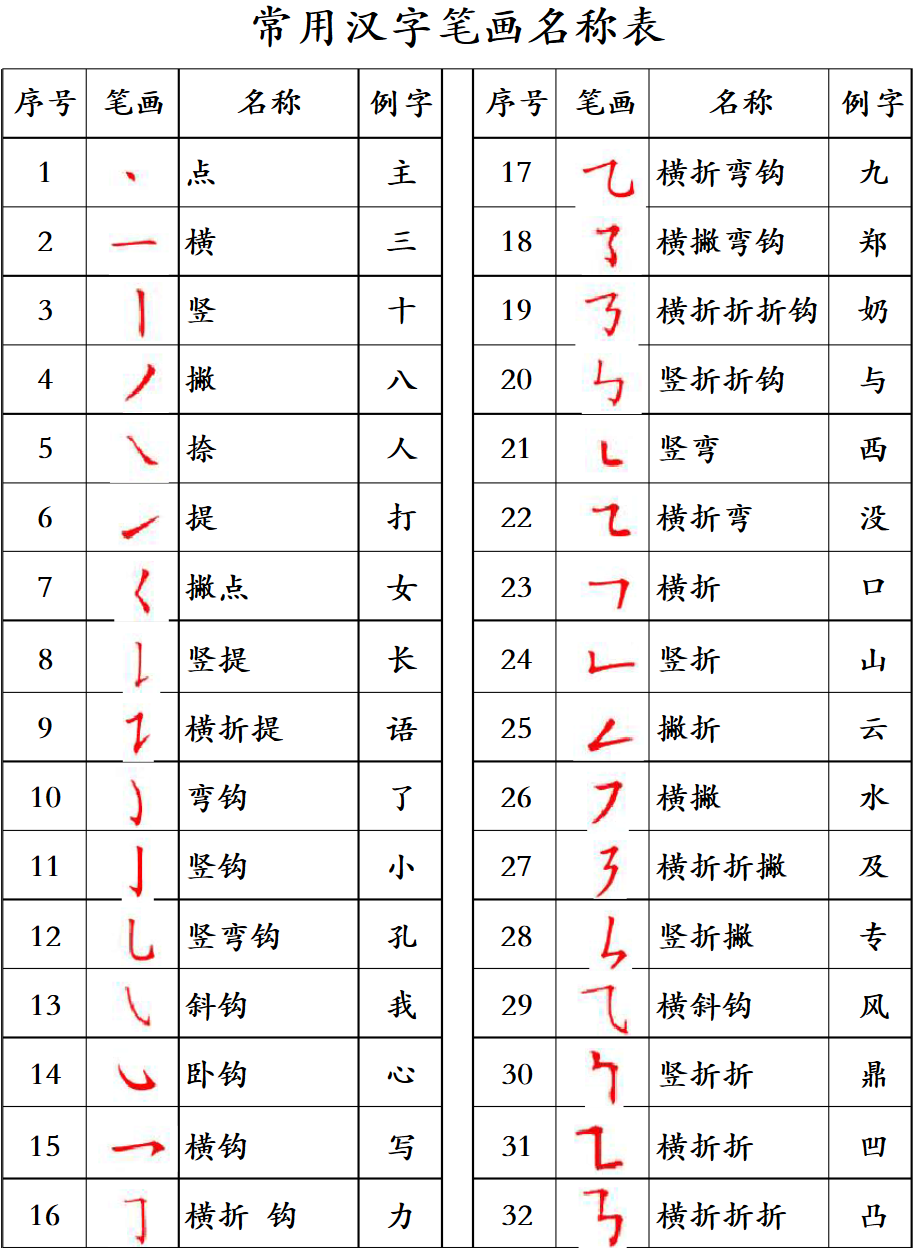 常用汉字笔画名称表
序号 笔画 名称 例字 序号 笔画 名称 例字
1 ㇔ 点 主 17 ㇈ 横折弯钩 九
2 ㇐ 横 三 18 ㇌ 横撇弯钩 郑
3 ㇑ 竖 十 19 ㇡ 横折折折钩 奶
4 ㇒ 撇 八 20 ㇉ 竖折折钩 与
5 ㇏ 捺 人 21 ㇄ 竖弯 西
6 ㇀ 提 打 22 ㇍ 横折弯 没
7 ㇛ 撇点 女 23 ㇕ 横折 口
8 ㇙ 竖提 长 24 ㇗ 竖折 山
9 ㇊ 横折提 语 25 ㇜ 撇折 云
10 ㇁ 弯钩 了 26 ㇇ 横撇 水
11 ㇚ 竖钩 小 27 ㇋ 横折折撇 及
12 ㇟ 竖弯钩 孔 28 ㇞ 竖折撇 专
13 ㇂ 斜钩 我 29 ⺄ 横斜钩 风
14 ㇃ 卧钩 心 30 ㇞ 竖折折 鼎
15 ㇖ 横钩 写 31 ㇅ 横折折 凹
16 ㇆ 横折 钩 力 32 ㇎ 横折折折 凸